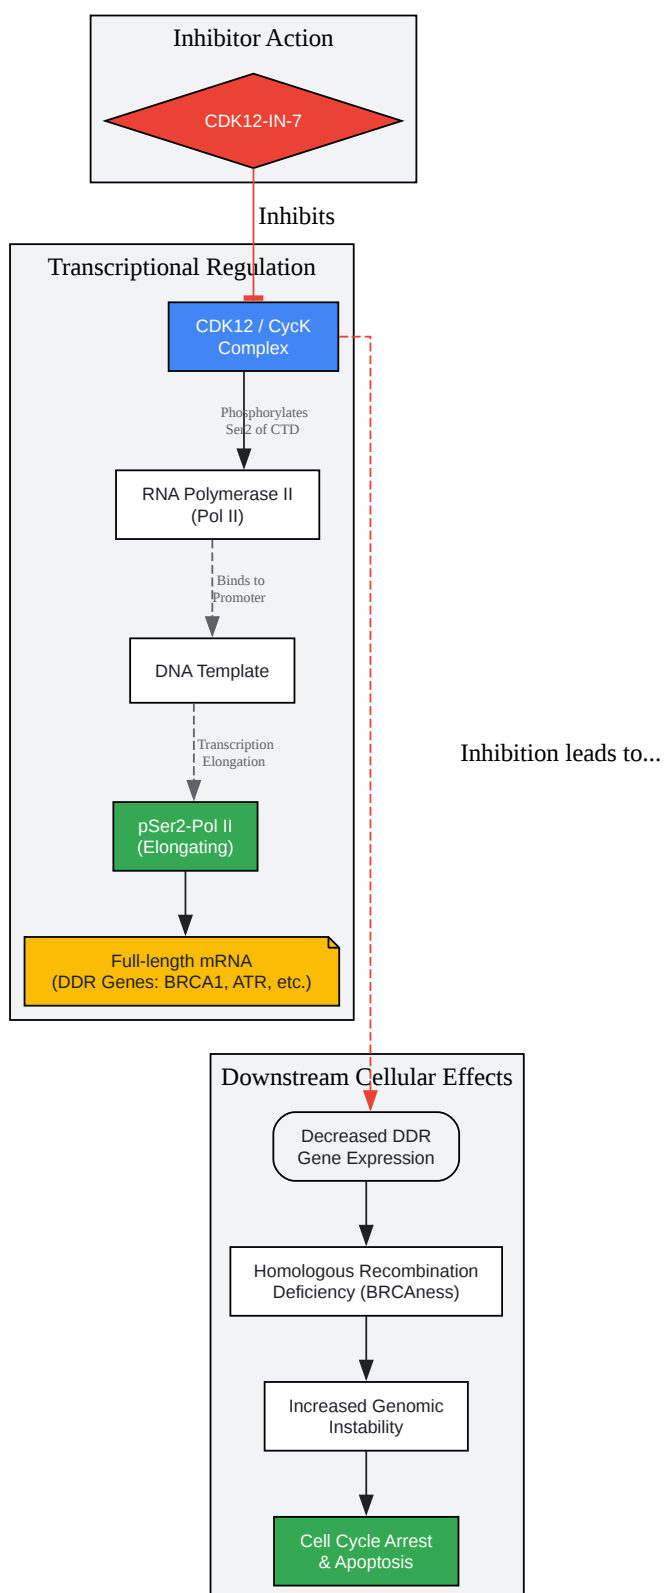 Inhibitor Action
CDK12-IN-7
Inhibits
Transcriptional Regulation
CDK12 / CycK
Complex
Phosphorylates
Ser2 of CTD
RNA Polymerase II
(Pol II)
Binds to
Promoter
DNA Template
Transcription
Elongation
Inhibition leads to...
pSer2-Pol II
(Elongating)
Full-length mRNA
(DDR Genes: BRCA1, ATR, etc.)
Downstream Cellular Effects
Decreased DDR
Gene Expression
Homologous Recombination
Deficiency (BRCAness)
Increased Genomic
Instability
Cell Cycle Arrest
& Apoptosis